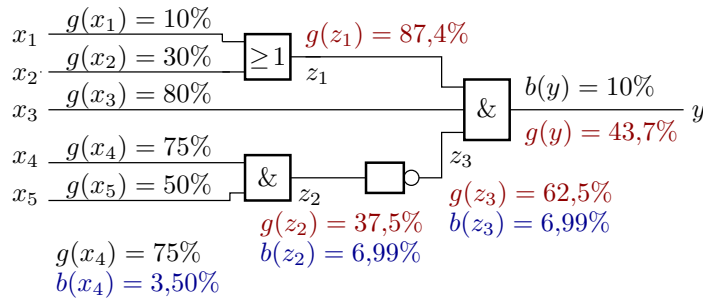 x₁ g(x₁) = 10%
x₂ g(x₂) = 30%
x₃ g(x₃) = 80%
x₄ g(x₄) = 75%
x₅ g(x₅) = 50%
≥1
g(z₁) = 87,4%
z₁
&
z₂
g(z₂) = 37,5%
b(z₂) = 6,99%
z₃
g(z₃) = 62,5%
b(z₃) = 6,99%
&
b(y) = 10%
y
g(y) = 43,7%
g(x₄) = 75%
b(x₄) = 3,50%